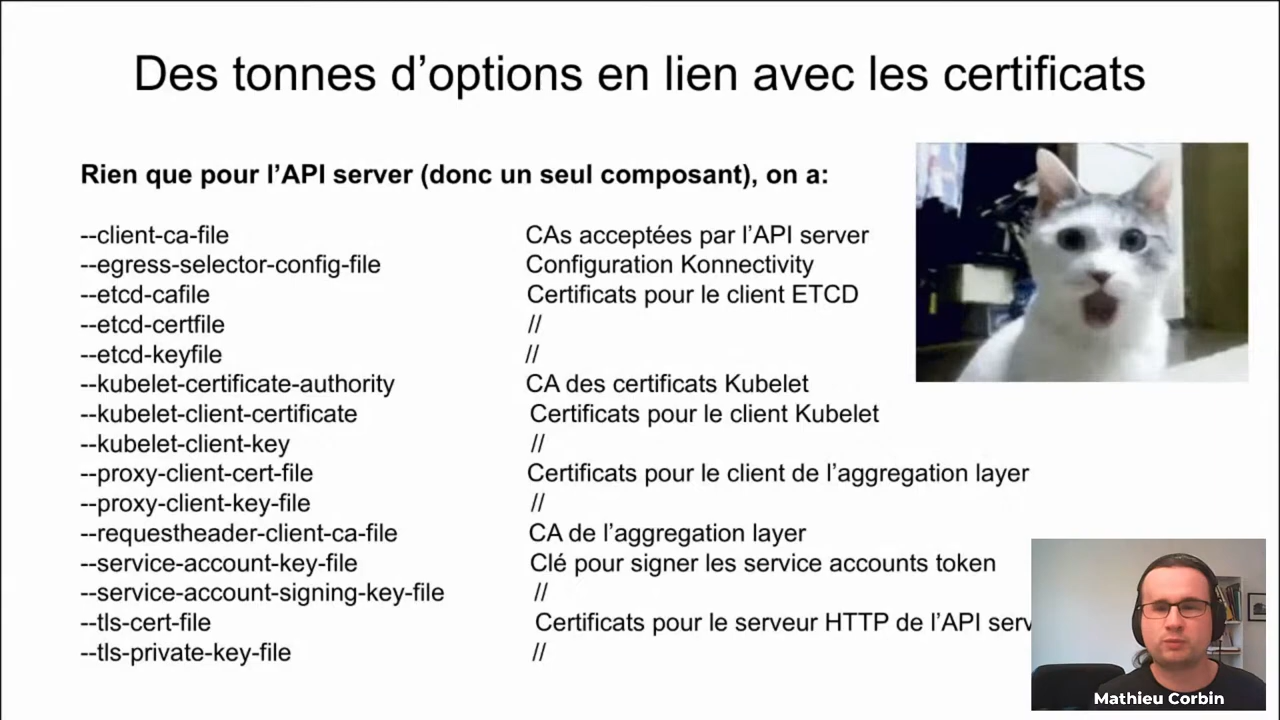 Des tonnes d’options en lien avec les certificats
Rien que pour l’API server (donc un seul composant), on a:
--client-ca-file CAs acceptées par l’API server
--egress-selector-config-file Configuration Konnectivity
--etcd-cafile Certificats pour le client ETCD
--etcd-certfile //
--etcd-keyfile //
--kubelet-certificate-authority CA des certificats Kubelet
--kubelet-client-certificate Certificats pour le client Kubelet
--kubelet-client-key //
--proxy-client-cert-file Certificats pour le client de l’aggregation layer
--proxy-client-key-file //
--requestheader-client-ca-file CA de l’aggregation layer
--service-account-key-file Clé pour signer les service accounts token
--service-account-signing-key-file //
--tls-cert-file Certificats pour le serveur HTTP de l’API serv
--tls-private-key-file //
Mathieu Corbin